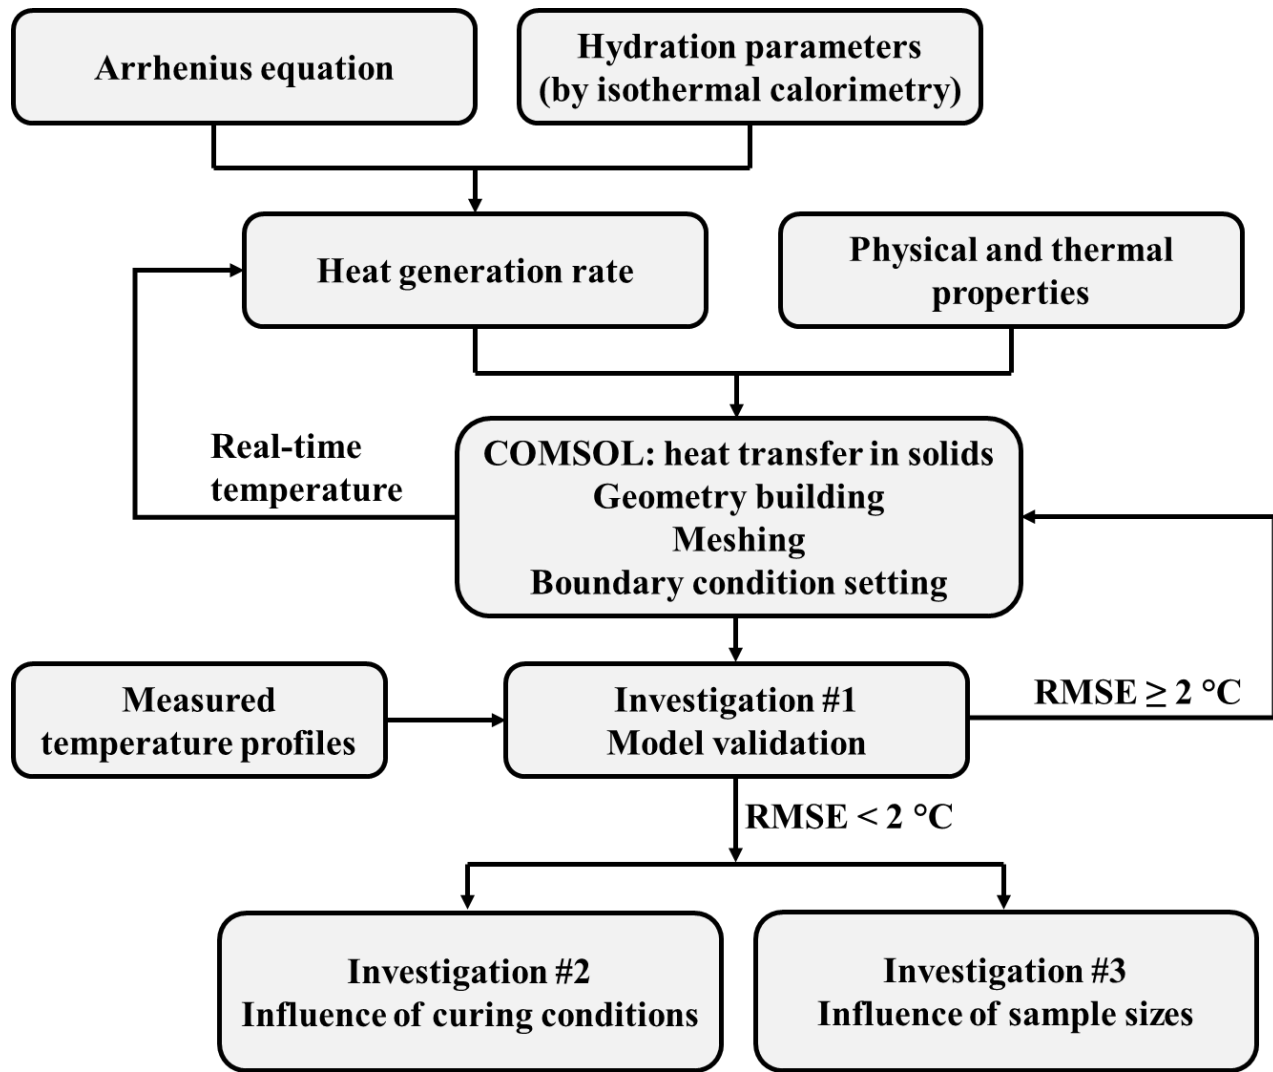 Arrhenius equation
Hydration parameters
(by isothermal calorimetry)
Heat generation rate
Physical and thermal
properties
Real-time
temperature
COMSOL: heat transfer in solids
Geometry building
Meshing
Boundary condition setting
Measured
temperature profiles
Investigation #1
Model validation
RMSE ≥ 2 °C
RMSE < 2 °C
Investigation #2
Influence of curing conditions
Investigation #3
Influence of sample sizes